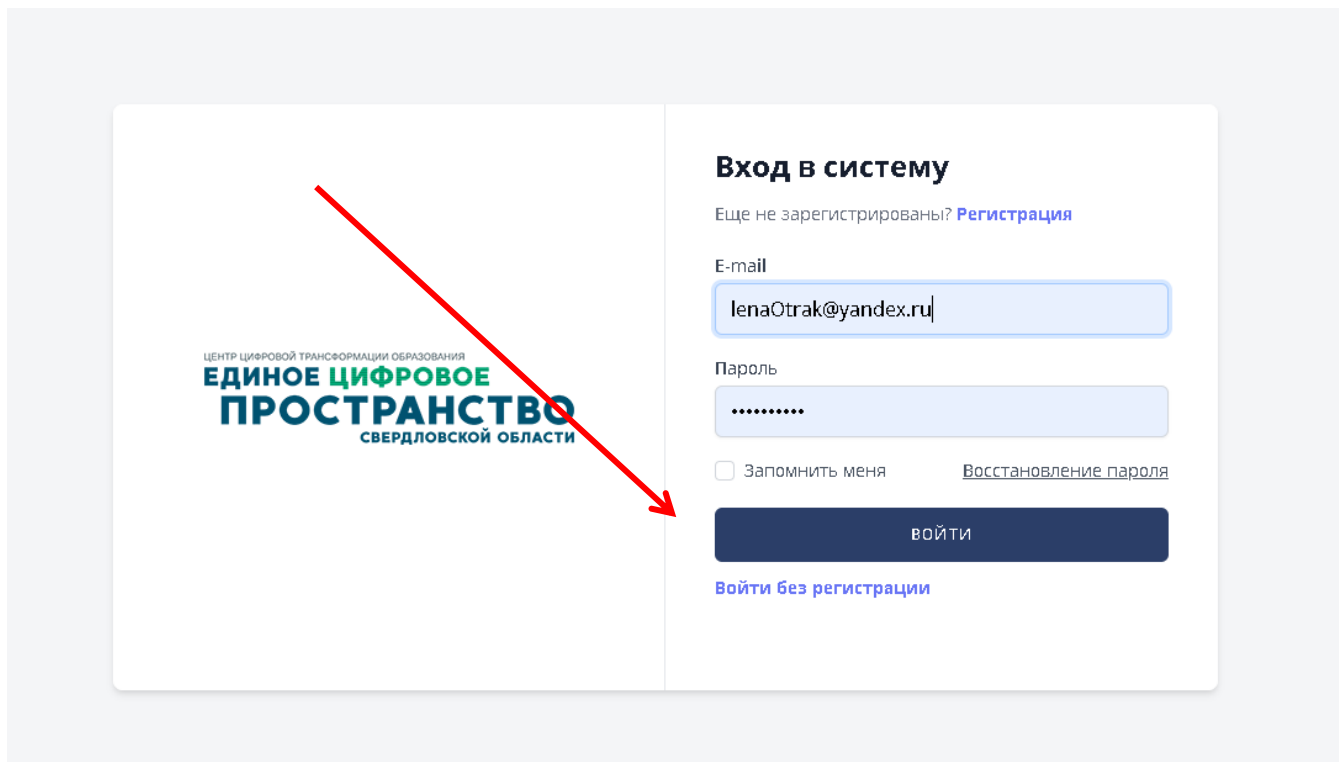 ЦЕНТР ЦИФРОВОЙ ТРАНСФОРМАЦИИ ОБРАЗОВАНИЯ
ЕДИНОЕ ЦИФРОВОЕ
ПРОСТРАНСТВО
СВЕРДЛОВСКОЙ ОБЛАСТИ
Вход в систему
Еще не зарегистрированы? Регистрация
E-mail
lenaOtrak@yandex.ru
Пароль
••••••••••
Запомнить меня Восстановление пароля
ВОЙТИ
Войти без регистрации